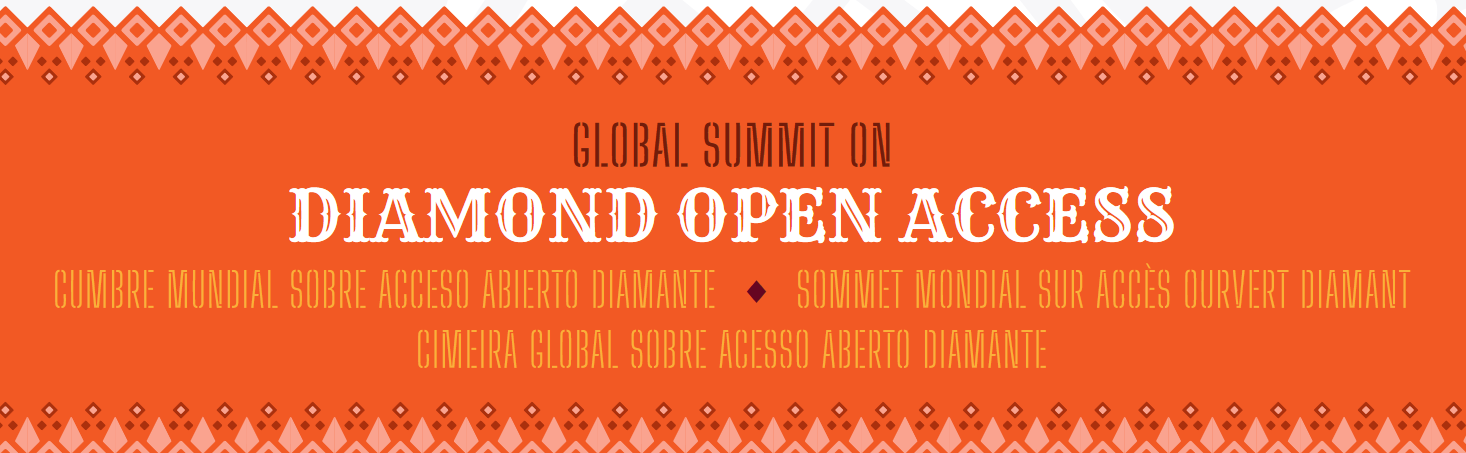 GLOBAL SUMMIT ON
DIAMOND OPEN ACCESS
CUMBRE MUNDIAL SOBRE ACCESO ABIERTO DIAMANTE ♦ SOMMET MONDIAL SUR ACCÈS OURVERT DIAMANT
CIMEIRA GLOBAL SOBRE ACESSO ABERTO DIAMANTE